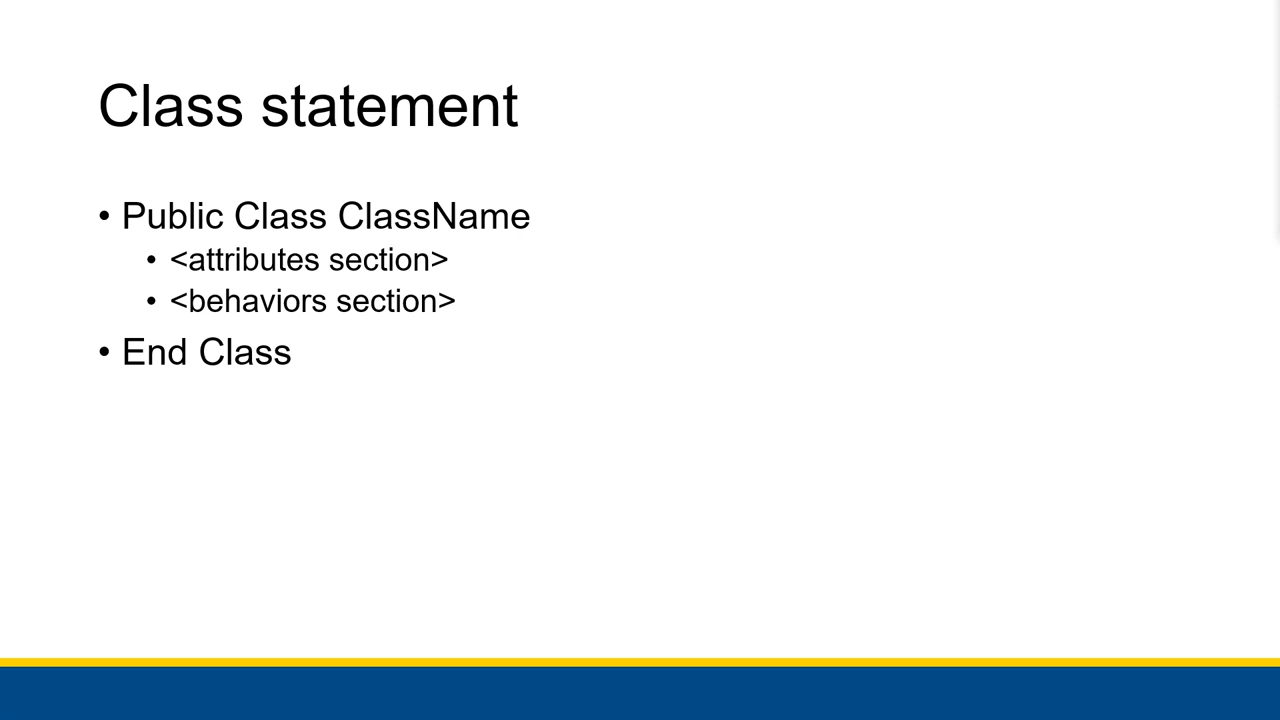 Class statement
• Public Class ClassName
• <attributes section>
• <behaviors section>
• End Class